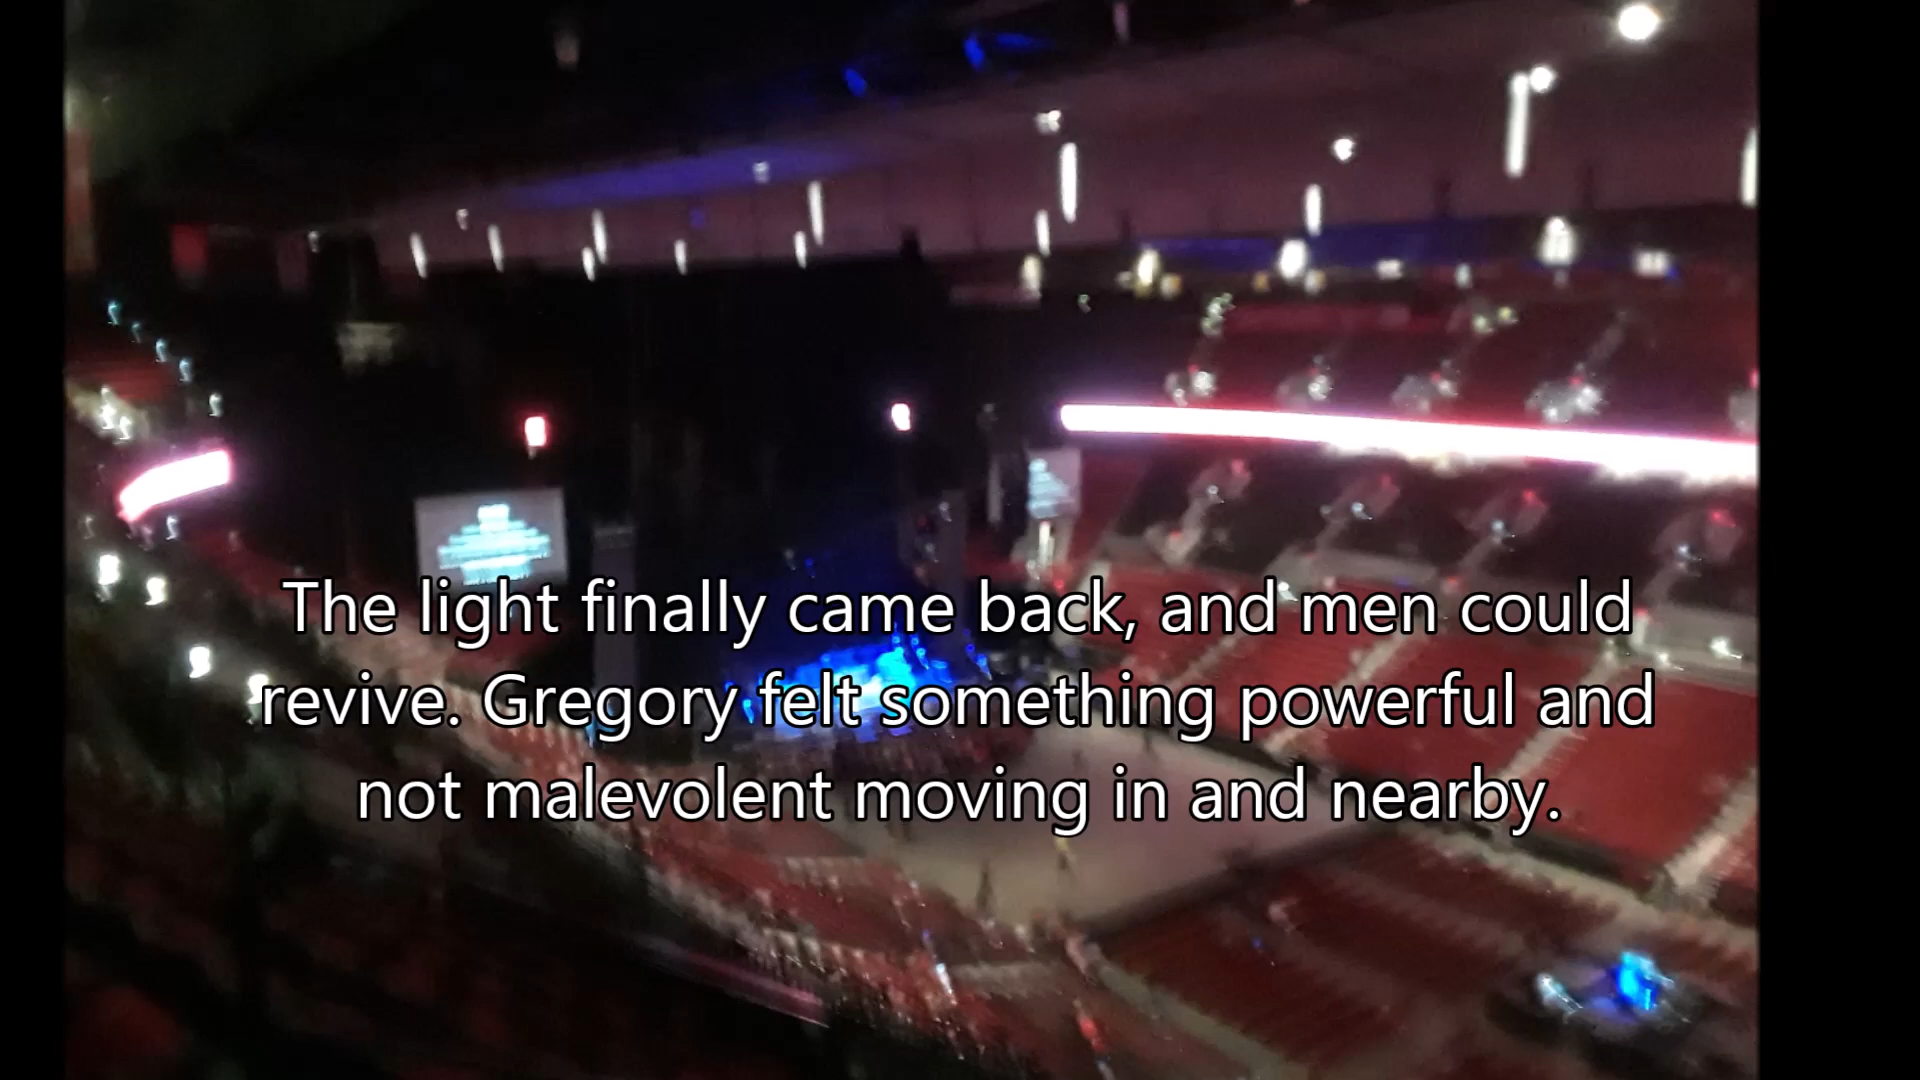 The light finally came back, and men could
revive. Gregory felt something powerful and
not malevolent moving in and nearby.